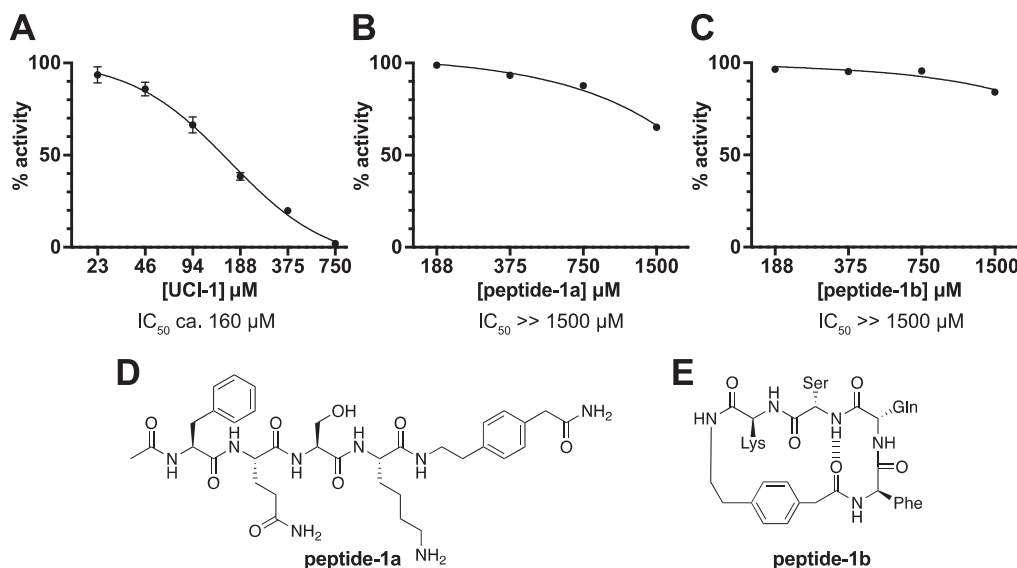 A
B
C
% activity
100
50
0
23 46 94 188 375 750
[UCI-1] µM
IC50 ca. 160 µM
% activity
100
50
0
188 375 750 1500
[peptide-1a] µM
IC50 >> 1500 µM
% activity
100
50
0
188 375 750 1500
[peptide-1b] µM
IC50 >> 1500 µM
D
O
N
H
O
H
N
O
NH2
O
N
H
OH
O
H
N
NH2
O
N
H
NH2
O
peptide-1a
E
HN
O
Lys
H
N
O
Ser
N
H
O
Gln
NH
O
Phe
N
H
O
peptide-1b